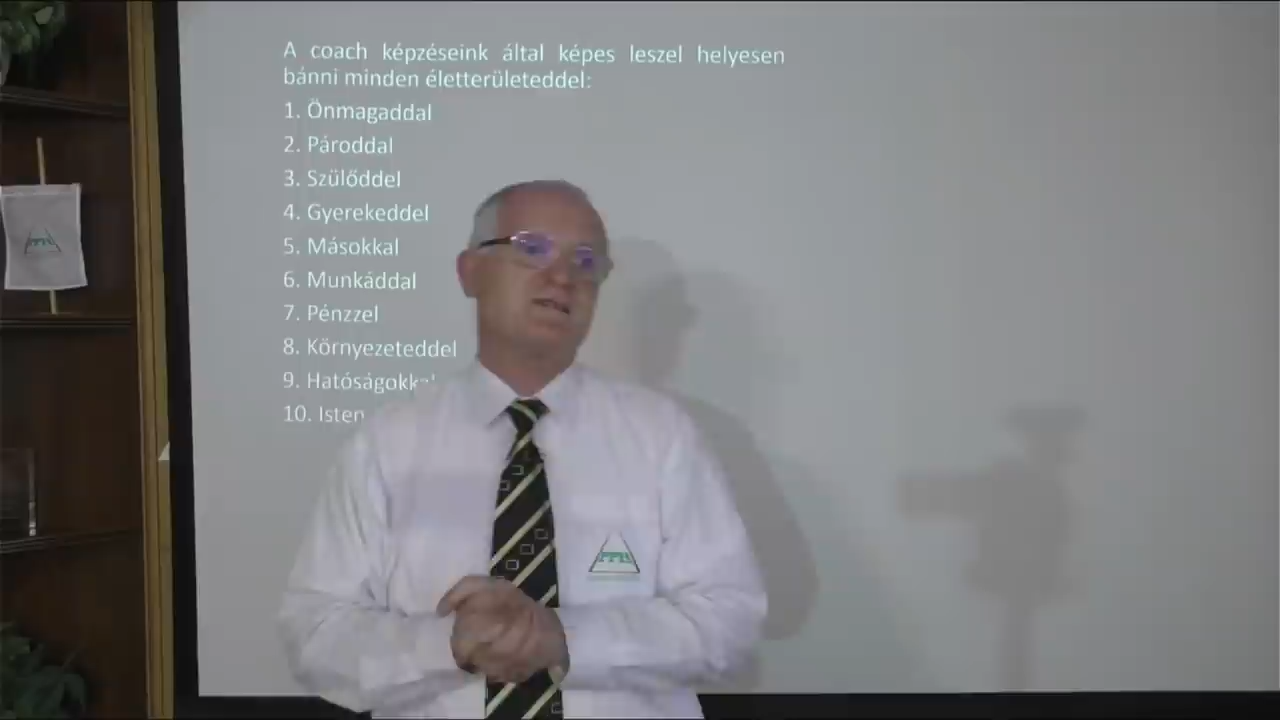 A coach képzéseink által képes leszel helyesen
bánni minden életterületeddel:
1. Önmagaddal
2. Pároddal
3. Szülőddel
4. Gyerekeddel
5. Másokkal
6. Munkáddal
7. Pénzzel
8. Környezeteddel
9.
10. Isten